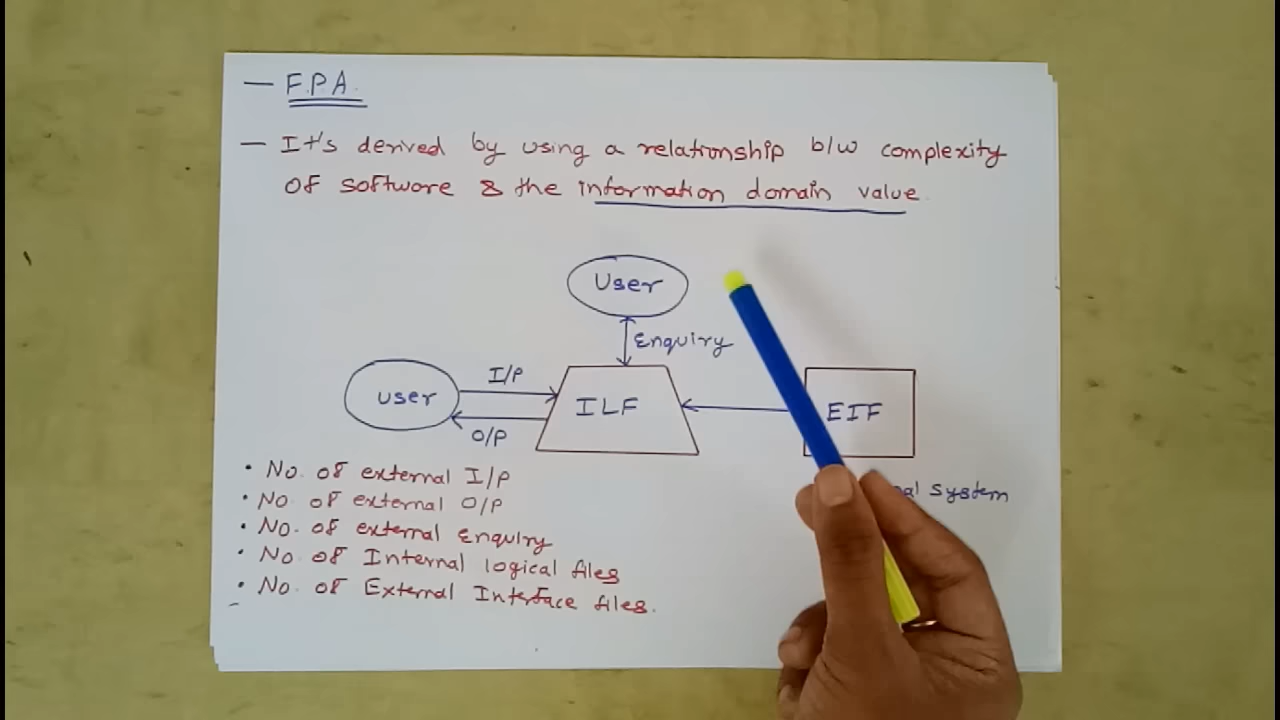 — F.P.A.
— It's derived by using a relationship b/w complexity
of software & the information domain value.
User
Enquiry
user
I/P
O/P
ILF
EIF
system
• No. of external I/P
• No of external O/P
• No. of external Enquiry
• No. of Internal logical files
• No. of External Interface files.